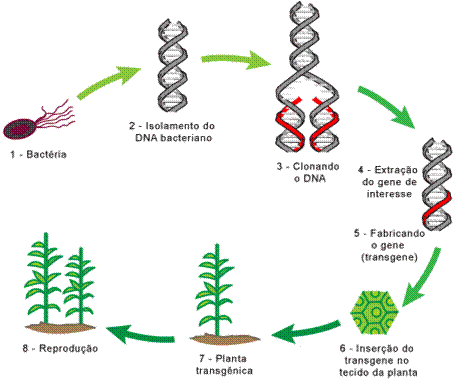 1 - Bactéria
2 - Isolamento do
DNA bacteriano
3 - Clonando
o DNA
4 - Extração
do gene de
interesse
5 - Fabricando
o gene
(transgene)
6 - Inserção do
transgene no
tecido da planta
7 - Planta
transgênica
8 - Reprodução